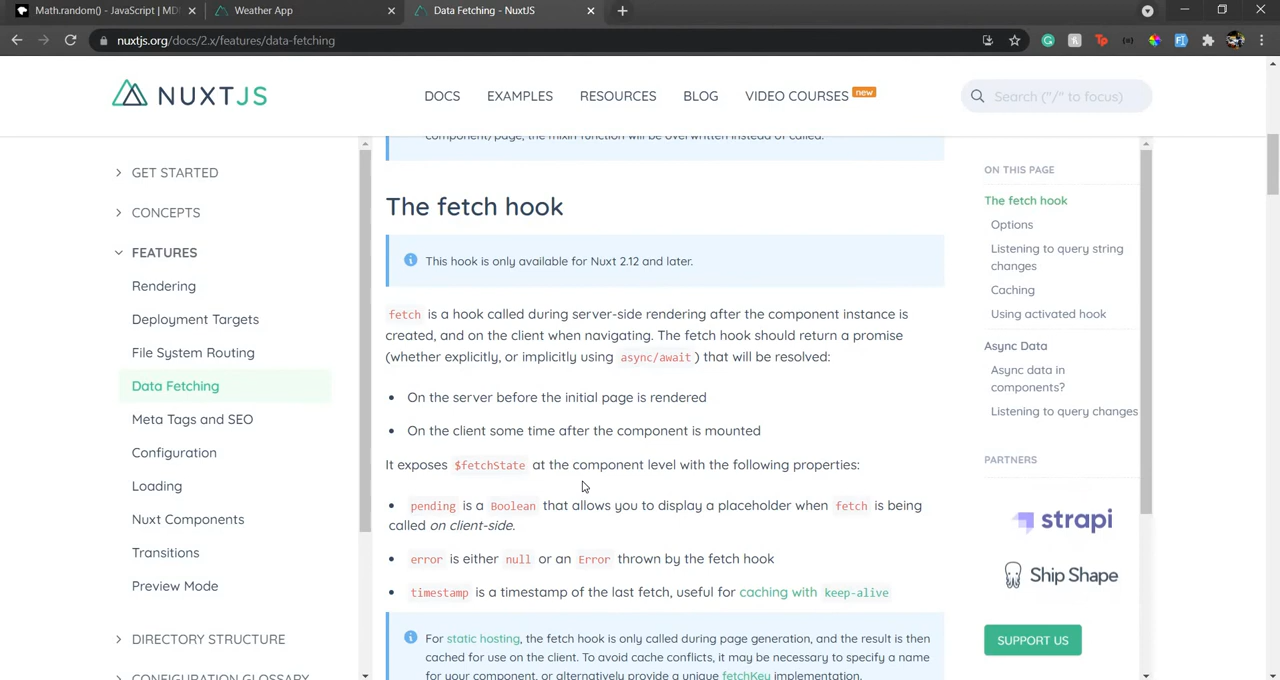 Math.random() - JavaScript | MD
Weather App
Data Fetching - NuxtJS
nuxtjs.org/docs/2.x/features/data-fetching
NUXTJS
DOCS
EXAMPLES
RESOURCES
BLOG
VIDEO COURSES new
Search ("/" to focus)
GET STARTED
CONCEPTS
FEATURES
Rendering
Deployment Targets
File System Routing
Data Fetching
Meta Tags and SEO
Configuration
Loading
Nuxt Components
Transitions
Preview Mode
DIRECTORY STRUCTURE
CONFIGURATION GLOSSARY
component/page, the mixin function will be overwritten instead of called.
The fetch hook
This hook is only available for Nuxt 2.12 and later.
fetch is a hook called during server-side rendering after the component instance is
created, and on the client when navigating. The fetch hook should return a promise
(whether explicitly, or implicitly using async/await ) that will be resolved:
• On the server before the initial page is rendered
• On the client some time after the component is mounted
It exposes $fetchState at the component level with the following properties:
• pending is a Boolean that allows you to display a placeholder when fetch is being
called on client-side.
• error is either null or an Error thrown by the fetch hook
• timestamp is a timestamp of the last fetch, useful for caching with keep-alive
For static hosting, the fetch hook is only called during page generation, and the result is then
cached for use on the client. To avoid cache conflicts, it may be necessary to specify a name
for your component, or alternatively provide a unique fetchKey implementation.
ON THIS PAGE
The fetch hook
Options
Listening to query string
changes
Caching
Using activated hook
Async Data
Async data in
components?
Listening to query changes
PARTNERS
strapi
Ship Shape
SUPPORT US